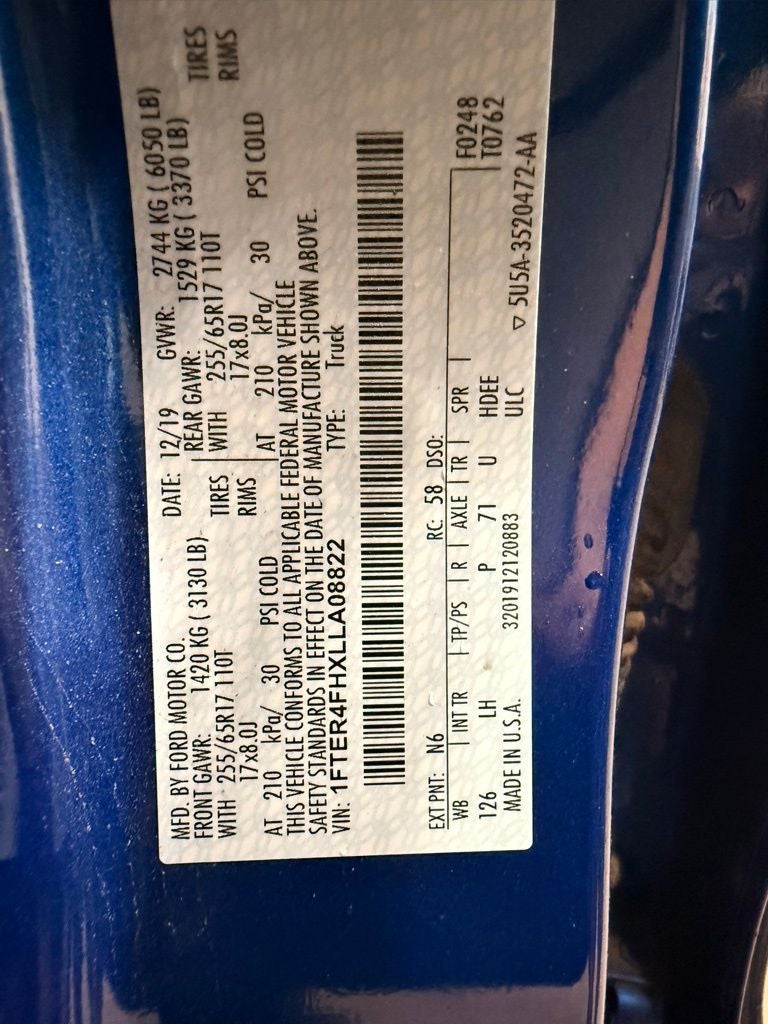 MFD. BY FORD MOTOR CO. DATE: 12/19 GVWR: 2744 KG ( 6050 LB)
FRONT GAWR: 1420 KG ( 3130 LB) REAR GAWR: 1529 KG ( 3370 LB)
WITH 255/65R17 110T TIRES WITH 255/65R17 110T TIRES
17x8.0J RIMS 17x8.0J RIMS
AT 210 kPa/ 30 PSI COLD AT 210 kPa/ 30 PSI COLD
THIS VEHICLE CONFORMS TO ALL APPLICABLE FEDERAL MOTOR VEHICLE
SAFETY STANDARDS IN EFFECT ON THE DATE OF MANUFACTURE SHOWN ABOVE.
VIN: 1FTER4FHXLLA08822 TYPE: Truck
EXT PNT: N6 RC: 58 DSO:
WB INT TR TP/PS R AXLE TR SPR F0248
126 LH P 71 U HDEE T0762
MADE IN U.S.A. 3201912120883 ULC ▽ 5U5A-3520472-AA